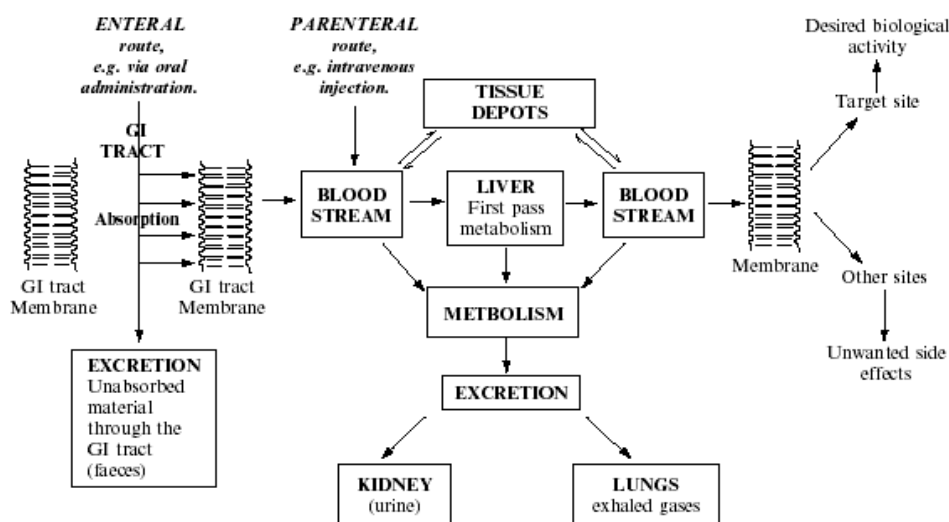 ENTERAL
route,
e.g. via oral
administration.
PARENTERAL
route,
e.g. intravenous
injection.
Desired biological
activity
Target site
TISSUE
DEPOTS
GI
TRACT
Absorption
GI tract
Membrane
GI tract
Membrane
BLOOD
STREAM
LIVER
First pass
metabolism
BLOOD
STREAM
Membrane
Other sites
Unwanted side
effects
METBOLISM
EXCRETION
Unabsorbed
material
through the
GI tract
(faeces)
EXCRETION
KIDNEY
(urine)
LUNGS
exhaled gases